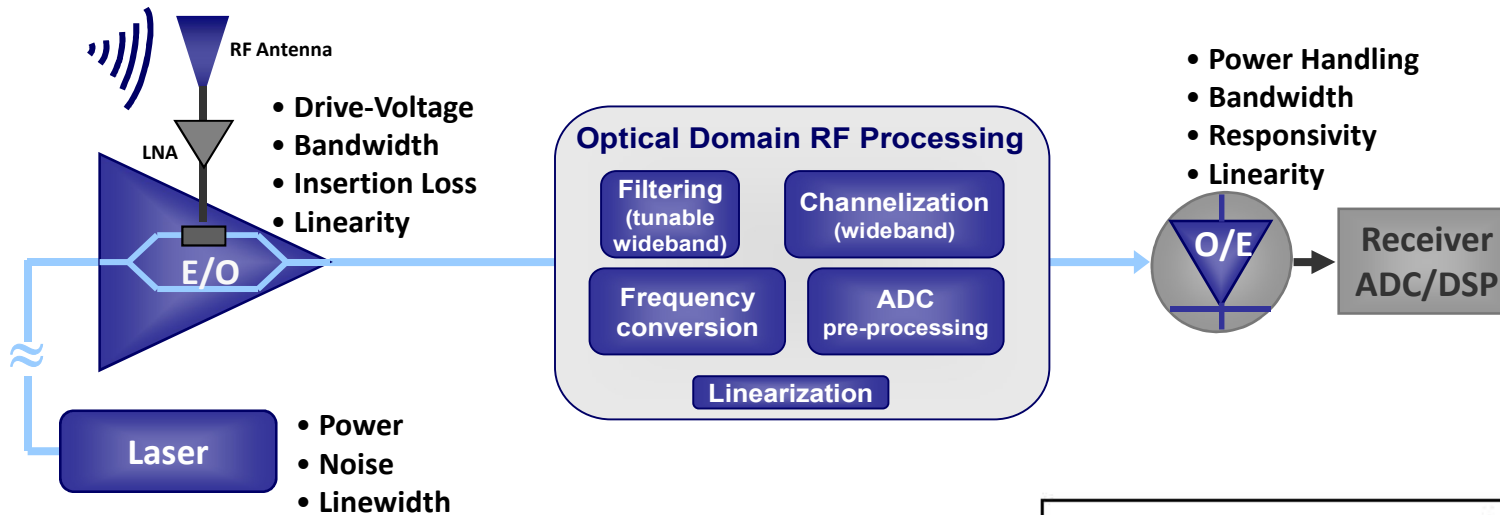 RF Antenna
LNA
• Drive-Voltage
• Bandwidth
• Insertion Loss
• Linearity
E/O
Laser
• Power
• Noise
• Linewidth
Optical Domain RF Processing
Filtering
(tunable
wideband)
Channelization
(wideband)
Frequency
conversion
ADC
pre-processing
Linearization
• Power Handling
• Bandwidth
• Responsivity
• Linearity
O/E
Receiver
ADC/DSP